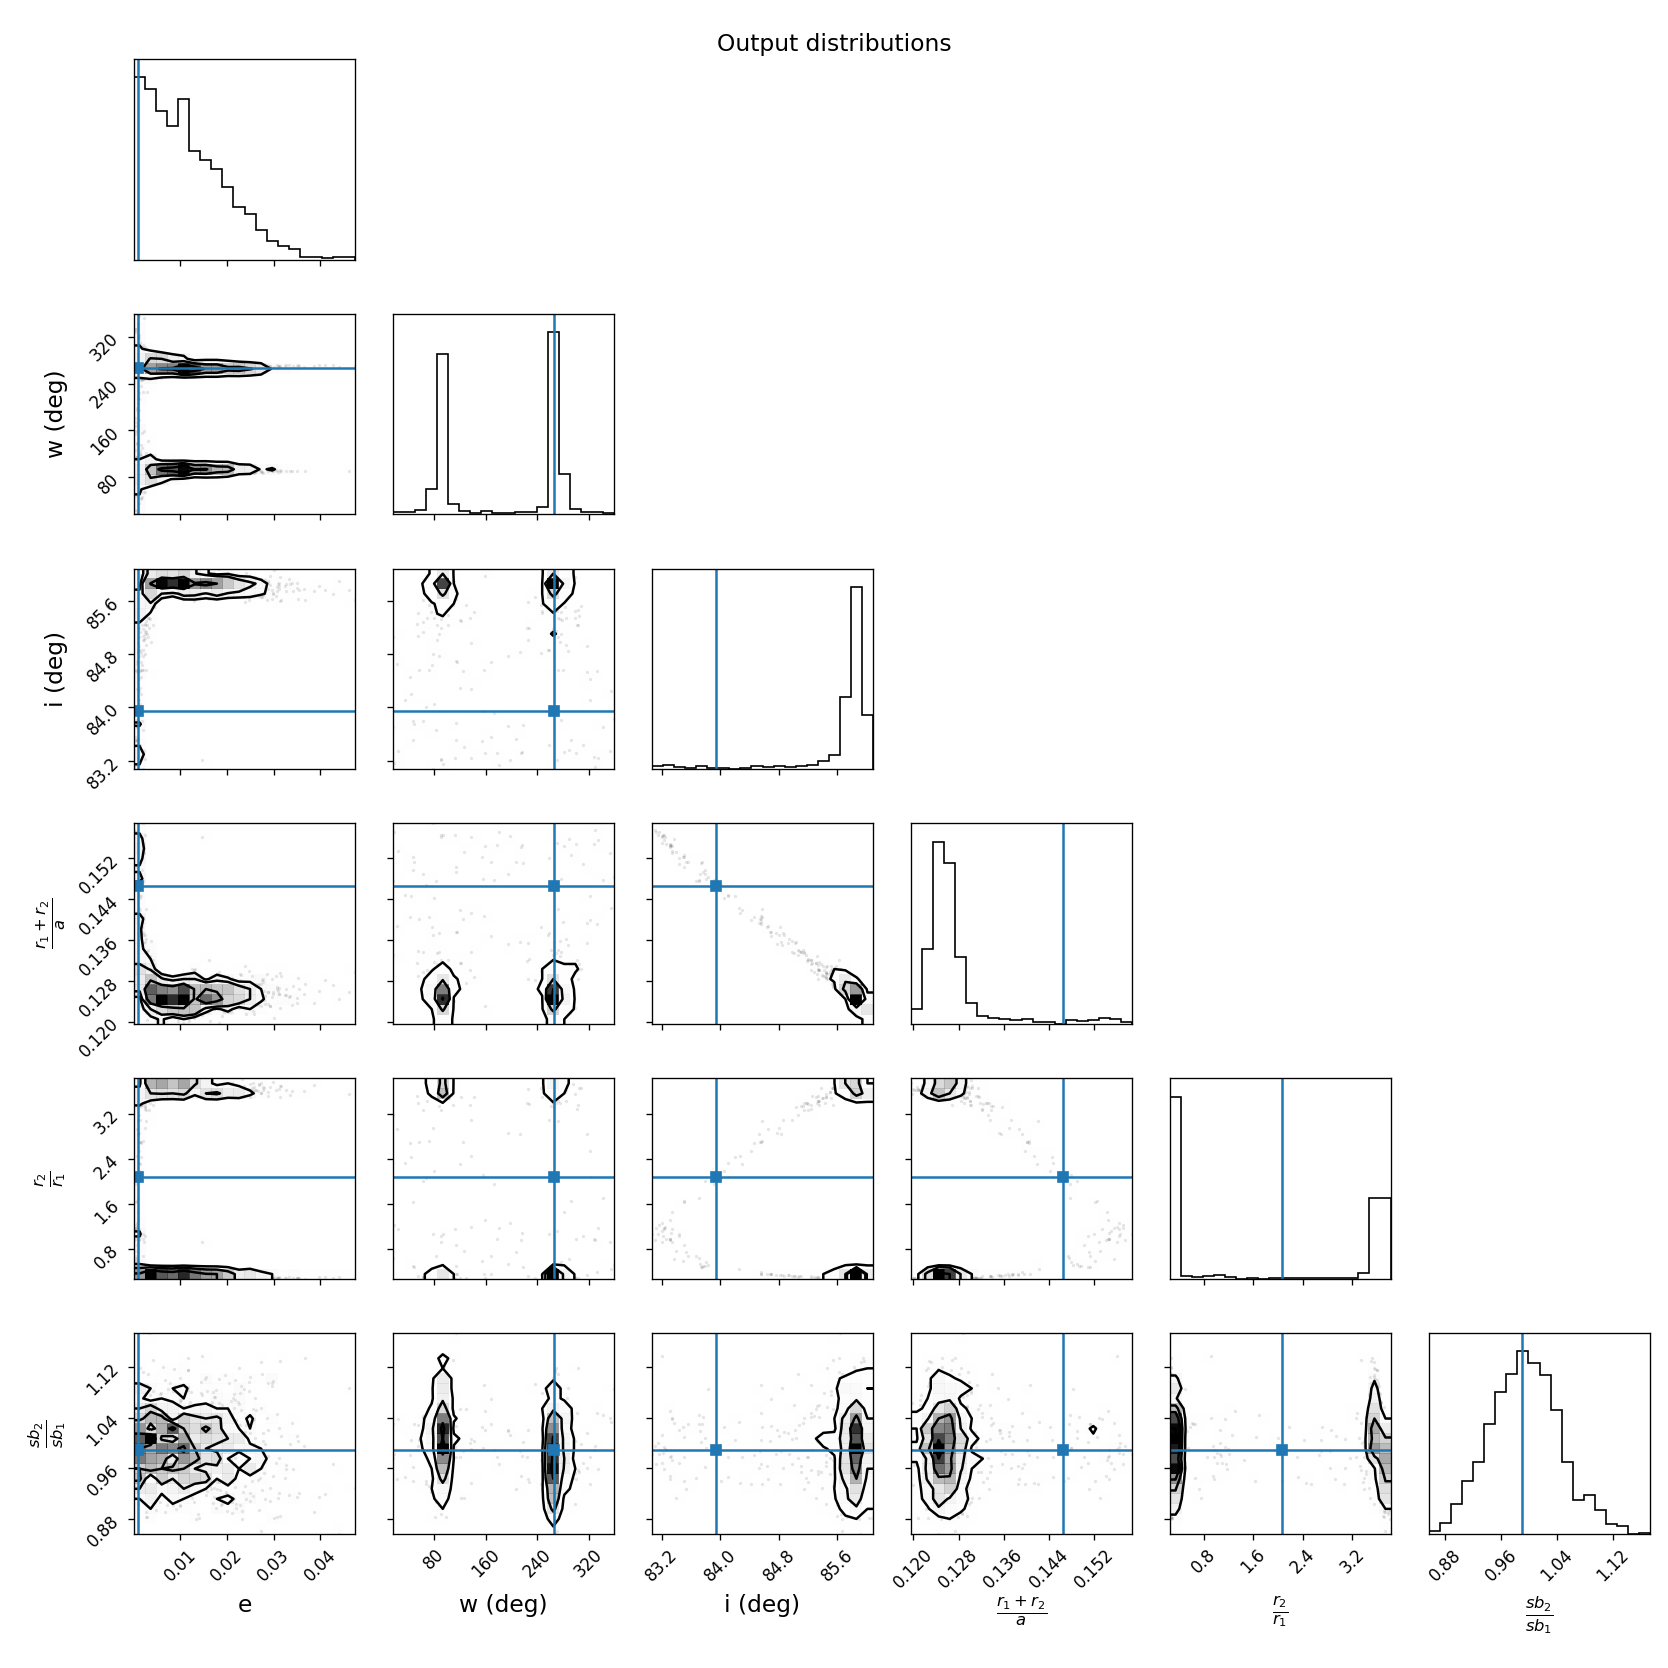 Output distributions
w (deg)
320
240
160
80
i (deg)
85.6
84.8
84.0
83.2
r₁ + r₂ / a
0.152
0.144
0.136
0.128
0.120
r₂ / r₁
3.2
2.4
1.6
0.8
sb₂ / sb₁
1.12
1.04
0.96
0.88
0.01 0.02 0.03 0.04
80 160 240 320
83.2 84.0 84.8 85.6
0.120 0.128 0.136 0.144 0.152
0.8 1.6 2.4 3.2
0.88 0.96 1.04 1.12
e
w (deg)
i (deg)
r₁ + r₂ / a
r₂ / r₁
sb₂ / sb₁